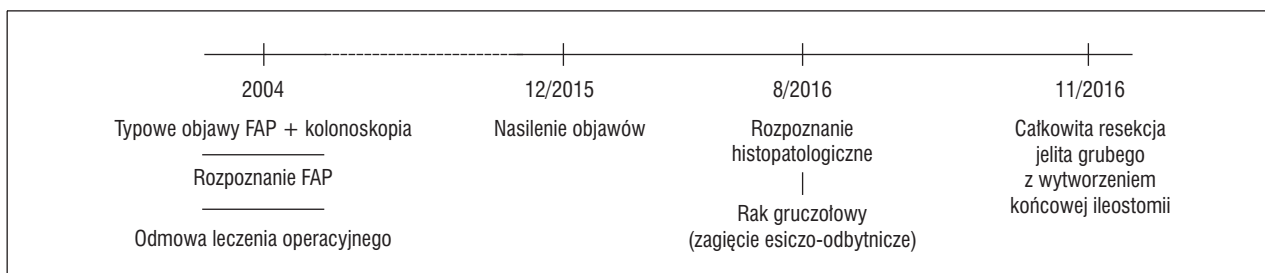 2004
Typowe objawy FAP + kolonoskopia
Rozpoznanie FAP
Odmowa leczenia operacyjnego
12/2015
Nasilenie objawów
8/2016
Rozpoznanie
histopatologiczne
Rak gruczołowy
(zagięcie esiczo-odbytnicze)
11/2016
Całkowita resekcja
jelita grubego
z wytworzeniem
końcowej ileostomii